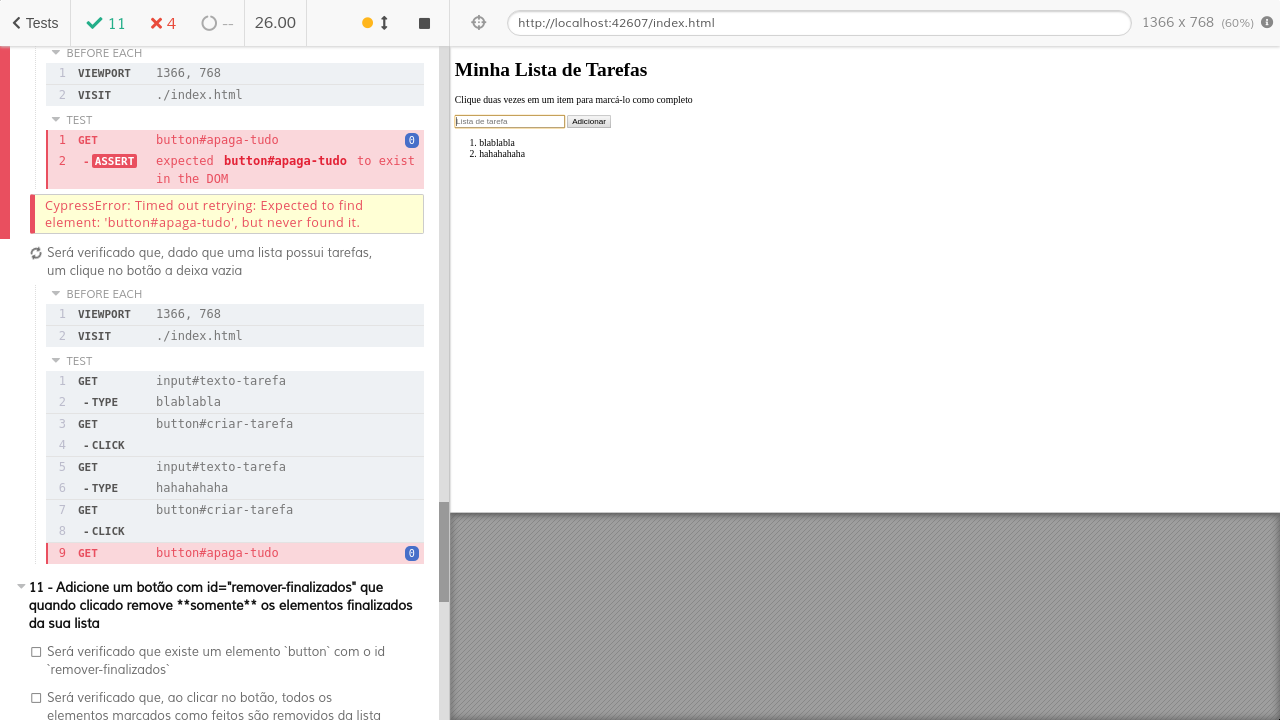 Tests 11 4 -- 26.00 http://localhost:42607/index.html 1366 x 768 (60%)
BEFORE EACH
1 VIEWPORT 1366, 768
2 VISIT ./index.html
TEST
1 GET button#apaga-tudo 0
2 -ASSERT expected button#apaga-tudo to exist
in the DOM
CypressError: Timed out retrying: Expected to find
element: 'button#apaga-tudo', but never found it.
Será verificado que, dado que uma lista possui tarefas,
um clique no botão a deixa vazia
BEFORE EACH
1 VIEWPORT 1366, 768
2 VISIT ./index.html
TEST
1 GET input#texto-tarefa
2 -TYPE blablabla
3 GET button#criar-tarefa
4 -CLICK
5 GET input#texto-tarefa
6 -TYPE hahahahaha
7 GET button#criar-tarefa
8 -CLICK
9 GET button#apaga-tudo 0
11 - Adicione um botão com id="remover-finalizados" que
quando clicado remove **somente** os elementos finalizados
da sua lista
Será verificado que existe um elemento `button` com o id
`remover-finalizados`
Será verificado que, ao clicar no botão, todos os
elementos marcados como feitos são removidos da lista
Minha Lista de Tarefas
Clique duas vezes em um item para marcá-lo como completo
Lista de tarefa Adicionar
1. blablabla
2. hahahahaha